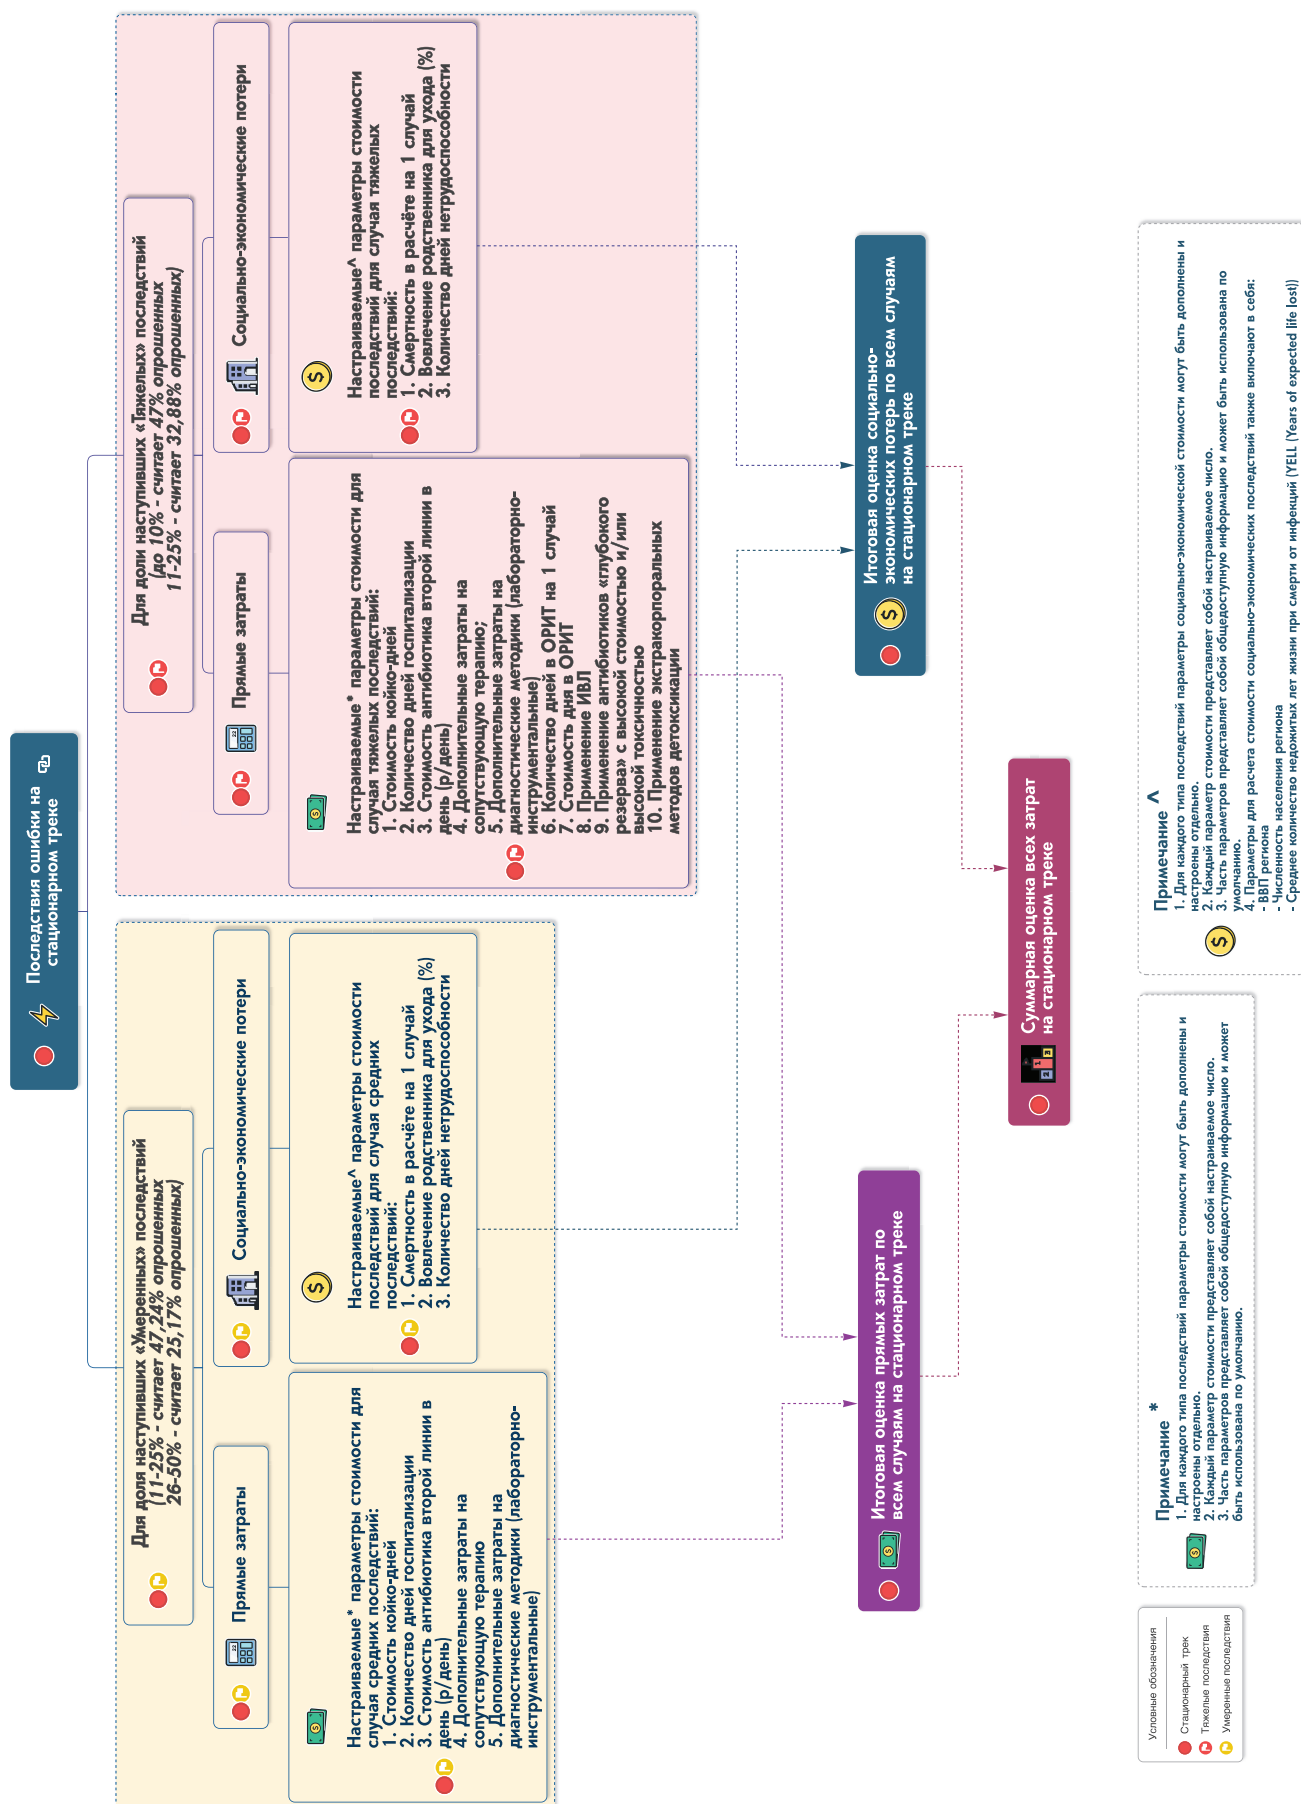 Последствия ошибки на
стационарном треке
Для доля наступивших «Умеренных» последствий
(11-25% - считает 47,24% опрошенных
26-50% - считает 25,17% опрошенных)
Прямые затраты
Настраиваемые* параметры стоимости для
случая средних последствий:
1. Стоимость койко-дней
2. Количество дней госпитализации
3. Стоимость антибиотика второй линии в
день (р/день)
4. Дополнительные затраты на
сопутствующую терапию
5. Дополнительные затраты на
диагностические методики (лабораторно-
инструментальные)
Социально-экономические потери
Настраиваемые^ параметры стоимости
последствий для случая средних
последствий:
1. Смертность в расчёте на 1 случай
2. Вовлечение родственника для ухода (%)
3. Количество дней нетрудоспособности
Для доли наступивших «Тяжелых» последствий
(до 10% - считает 47% опрошенных
11-25% - считает 32,88% опрошенных)
Прямые затраты
Настраиваемые* параметры стоимости для
случая тяжелых последствий:
1. Стоимость койко-дней
2. Количество дней госпитализации
3. Стоимость антибиотика второй линии в
день (р/день)
4. Дополнительные затраты на
сопутствующую терапию;
5. Дополнительные затраты на
диагностические методики (лабораторно-
инструментальные)
6. Количество дней в ОРИТ на 1 случай
7. Стоимость дня в ОРИТ
8. Применение ИВЛ
9. Применение антибиотиков «глубокого
резерва» с высокой стоимостью и/или
высокой токсичностью
10. Применение экстракорпоральных
методов детоксикации
Социально-экономические потери
Настраиваемые^ параметры стоимости
последствий для случая тяжелых
последствий:
1. Смертность в расчёте на 1 случай
2. Вовлечение родственника для ухода (%)
3. Количество дней нетрудоспособности
Итоговая оценка прямых затрат по
всем случаям на стационарном треке
Итоговая оценка социально-
экономических потерь по всем случаям
на стационарном треке
Суммарная оценка всех затрат
на стационарном треке
Условные обозначения
Стационарный трек
Тяжелые последствия
Умеренные последствия
Примечание *
1. Для каждого типа последствий параметры стоимости могут быть дополнены и
настроены отдельно.
2. Каждый параметр стоимости представляет собой настраиваемое число.
3. Часть параметров представляет собой общедоступную информацию и может
быть использована по умолчанию.
Примечание ^
1. Для каждого типа последствий параметры социально-экономической стоимости могут быть дополнены и
настроены отдельно.
2. Каждый параметр стоимости представляет собой настраиваемое число.
3. Часть параметров представляет собой общедоступную информацию и может быть использована по
умолчанию.
4. Параметры для расчета стоимости социально-экономических последствий также включают в себя:
- ВВП региона
- Численность населения региона
- Среднее количество недожитых лет жизни при смерти от инфекций (YELL (Years of expected life lost))